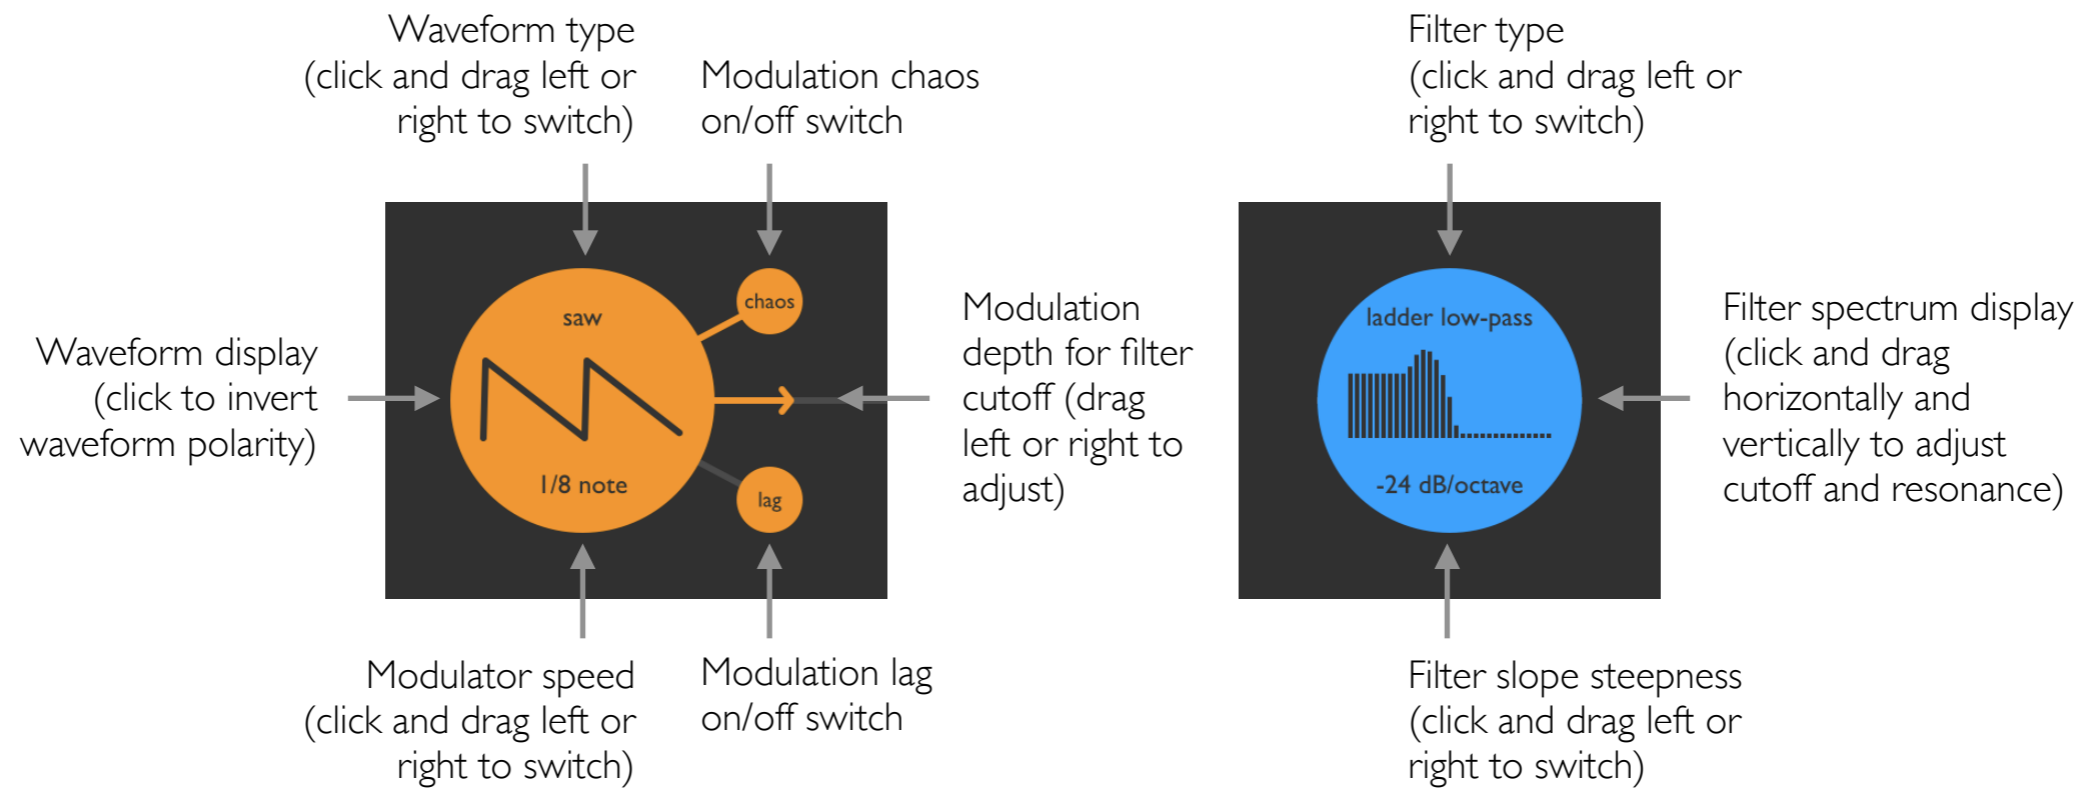 Waveform type
(click and drag left or
right to switch)
Modulation chaos
on/off switch
Filter type
(click and drag left or
right to switch)
chaos
saw
Waveform display
(click to invert
waveform polarity)
Modulation
depth for filter
cutoff (drag
left or right to
adjust)
1/8 note
lag
ladder low-pass
-24 dB/octave
Filter spectrum display
(click and drag
horizontally and
vertically to adjust
cutoff and resonance)
Modulator speed
(click and drag left or
right to switch)
Modulation lag
on/off switch
Filter slope steepness
(click and drag left or
right to switch)